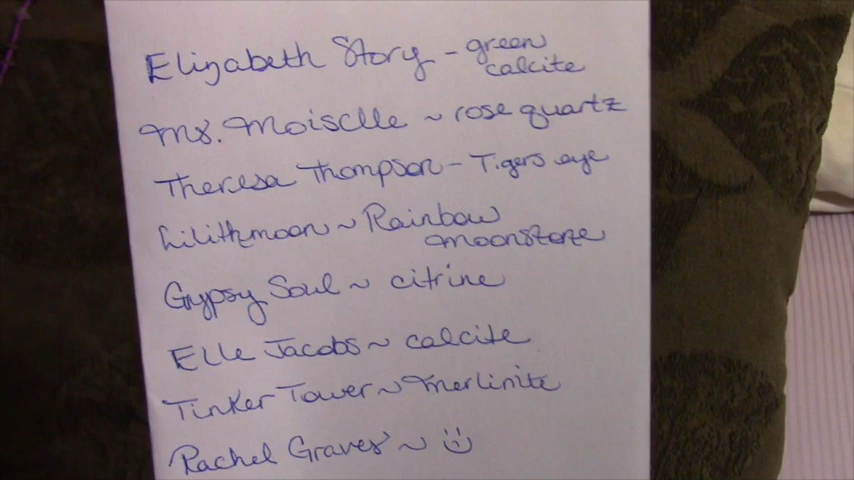 Elizabeth Story - green
calcite
Ms. Moiselle ~ rose quartz
Theresa Thompson - Tigers eye
Lilithmoon ~ Rainbow
Moonstone
Gypsy Soul ~ citrine
Elle Jacobs ~ calcite
Tinker Tower ~ Merlinite
Rachel Graves ~ ü